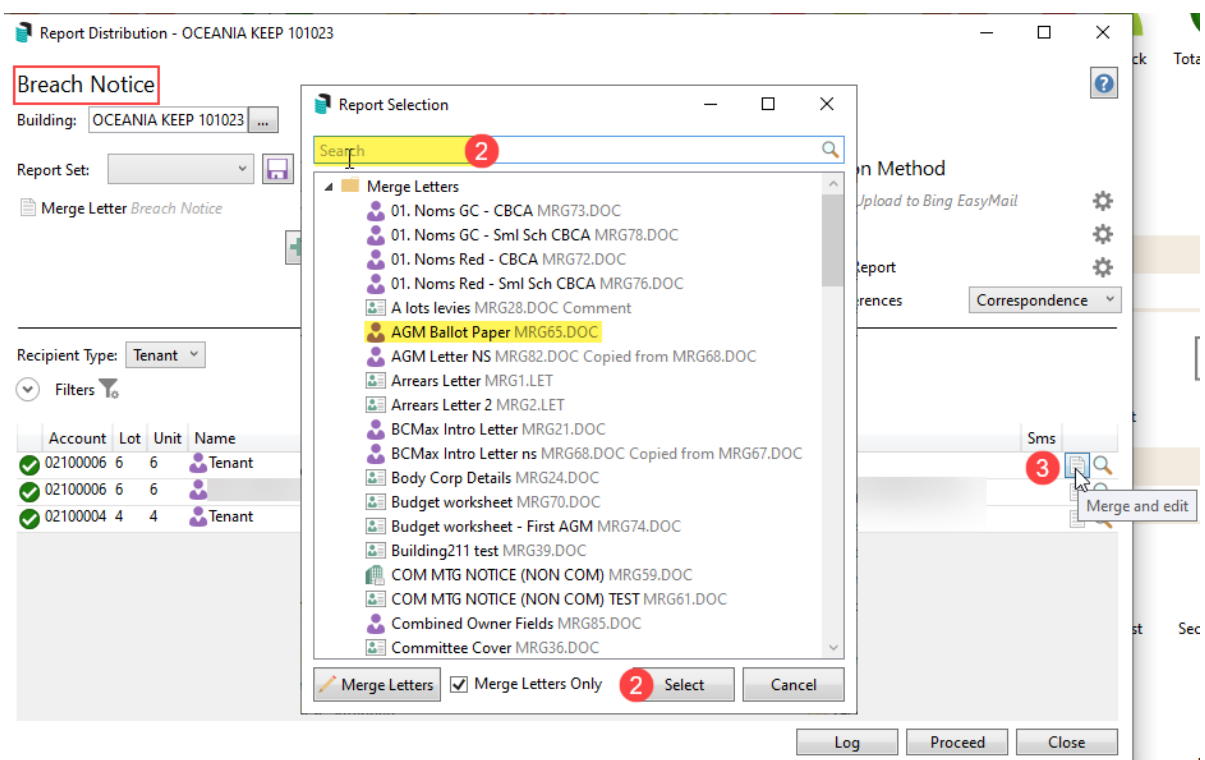 Report Distribution - OCEANIA KEEP 101023
Breach Notice
Building: OCEANIA KEEP 101023 ...
Report Set:
Merge Letter Breach Notice
Report Selection
Search 2
Merge Letters
01. Noms GC - CBCA MRG73.DOC
01. Noms GC - Sml Sch CBCA MRG78.DOC
01. Noms Red - CBCA MRG72.DOC
01. Noms Red - Sml Sch CBCA MRG76.DOC
A lots levies MRG28.DOC Comment
AGM Ballot Paper MRG65.DOC
AGM Letter NS MRG82.DOC Copied from MRG68.DOC
Arrears Letter MRG1.LET
Arrears Letter 2 MRG2.LET
BCMax Intro Letter MRG21.DOC
BCMax Intro Letter ns MRG68.DOC Copied from MRG67.DOC
Body Corp Details MRG24.DOC
Budget worksheet MRG70.DOC
Budget worksheet - First AGM MRG74.DOC
Building211 test MRG39.DOC
COM MTG NOTICE (NON COM) MRG59.DOC
COM MTG NOTICE (NON COM) TEST MRG61.DOC
Combined Owner Fields MRG85.DOC
Committee Cover MRG36.DOC
Merge Letters Merge Letters Only 2 Select Cancel
on Method
Upload to Bing EasyMail
Report
erences Correspondence
Recipient Type: Tenant
Filters
Account Lot Unit Name Sms
02100006 6 6 Tenant 3
02100006 6 6
02100004 4 4 Tenant
Merge and edit
Log Proceed Close
ck Tota
t
st Sec